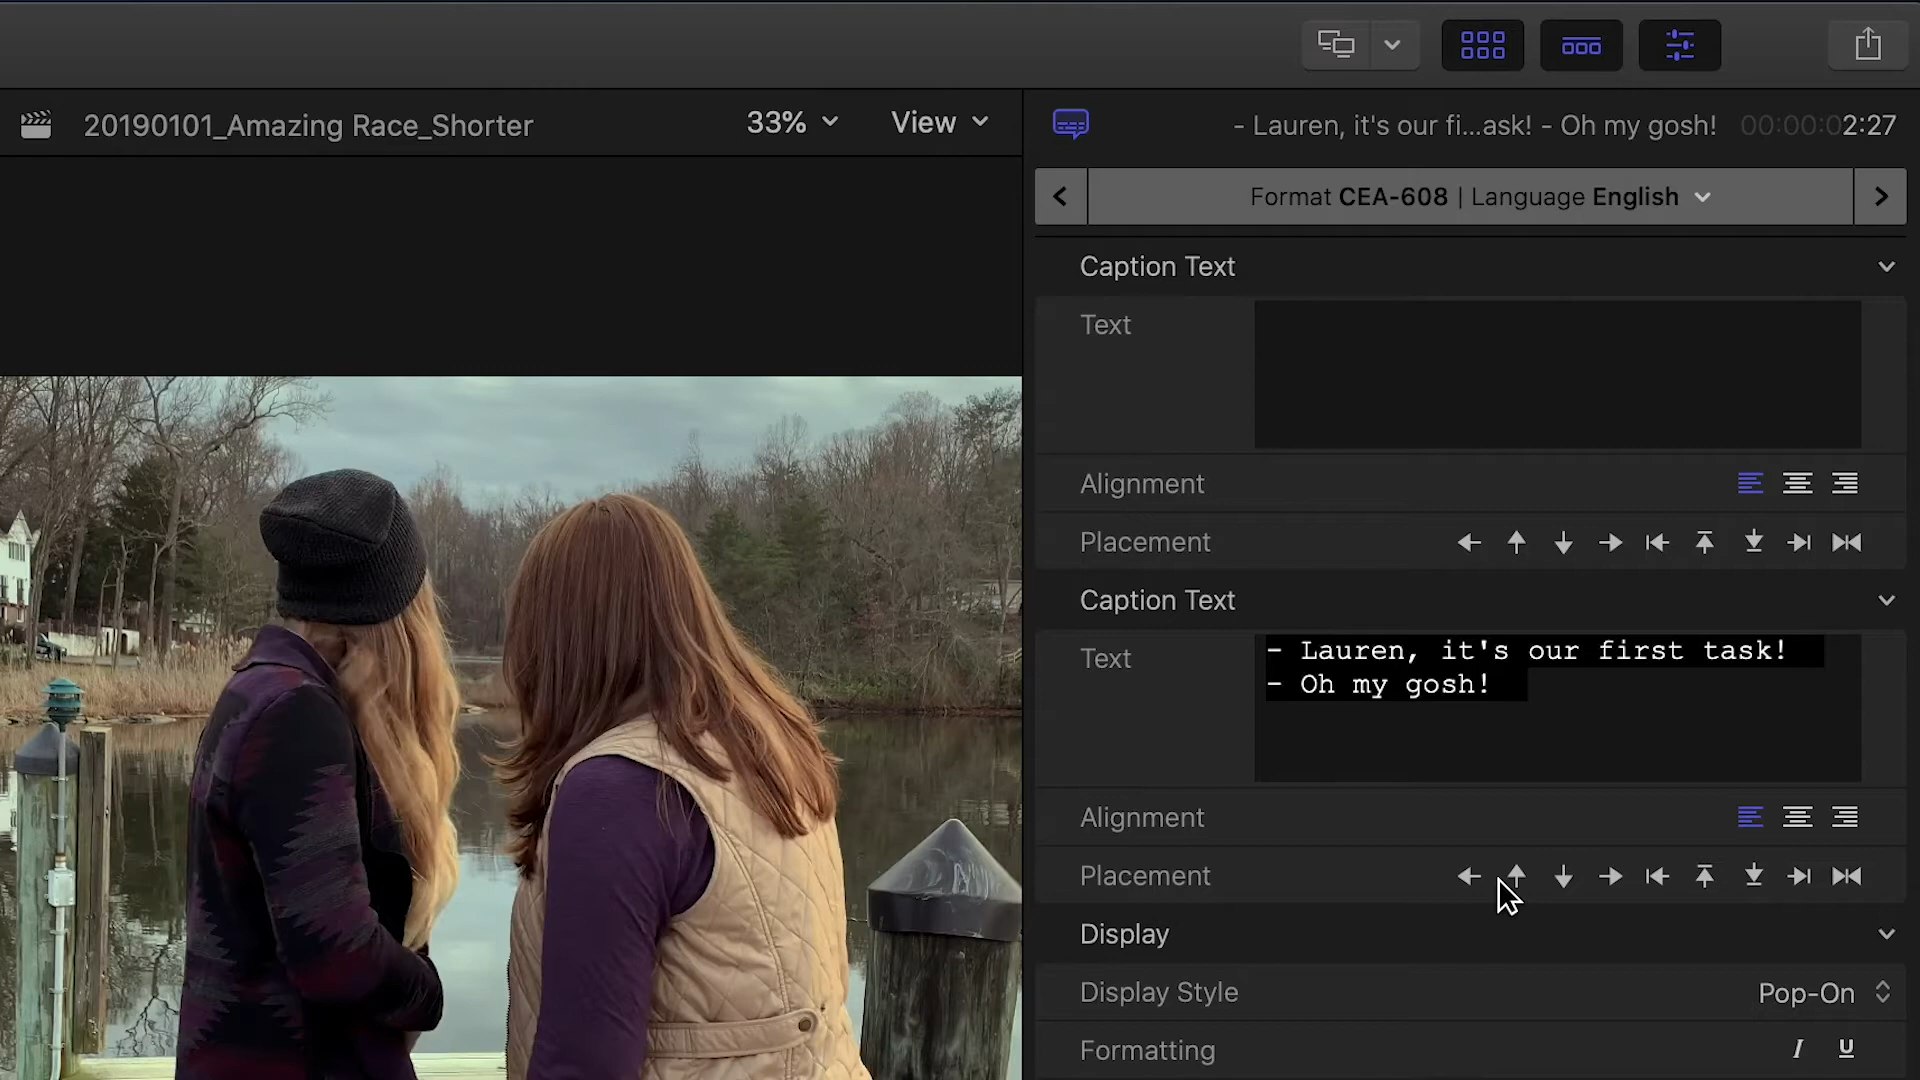 20190101_Amazing Race_Shorter
33%
View
- Lauren, it's our fi...ask! - Oh my gosh!
00:00:02:27
Format CEA-608 | Language English
Caption Text
Text
Alignment
Placement
Caption Text
Text
- Lauren, it's our first task!
- Oh my gosh!
Alignment
Placement
Display
Display Style
Pop-On
Formatting
I U